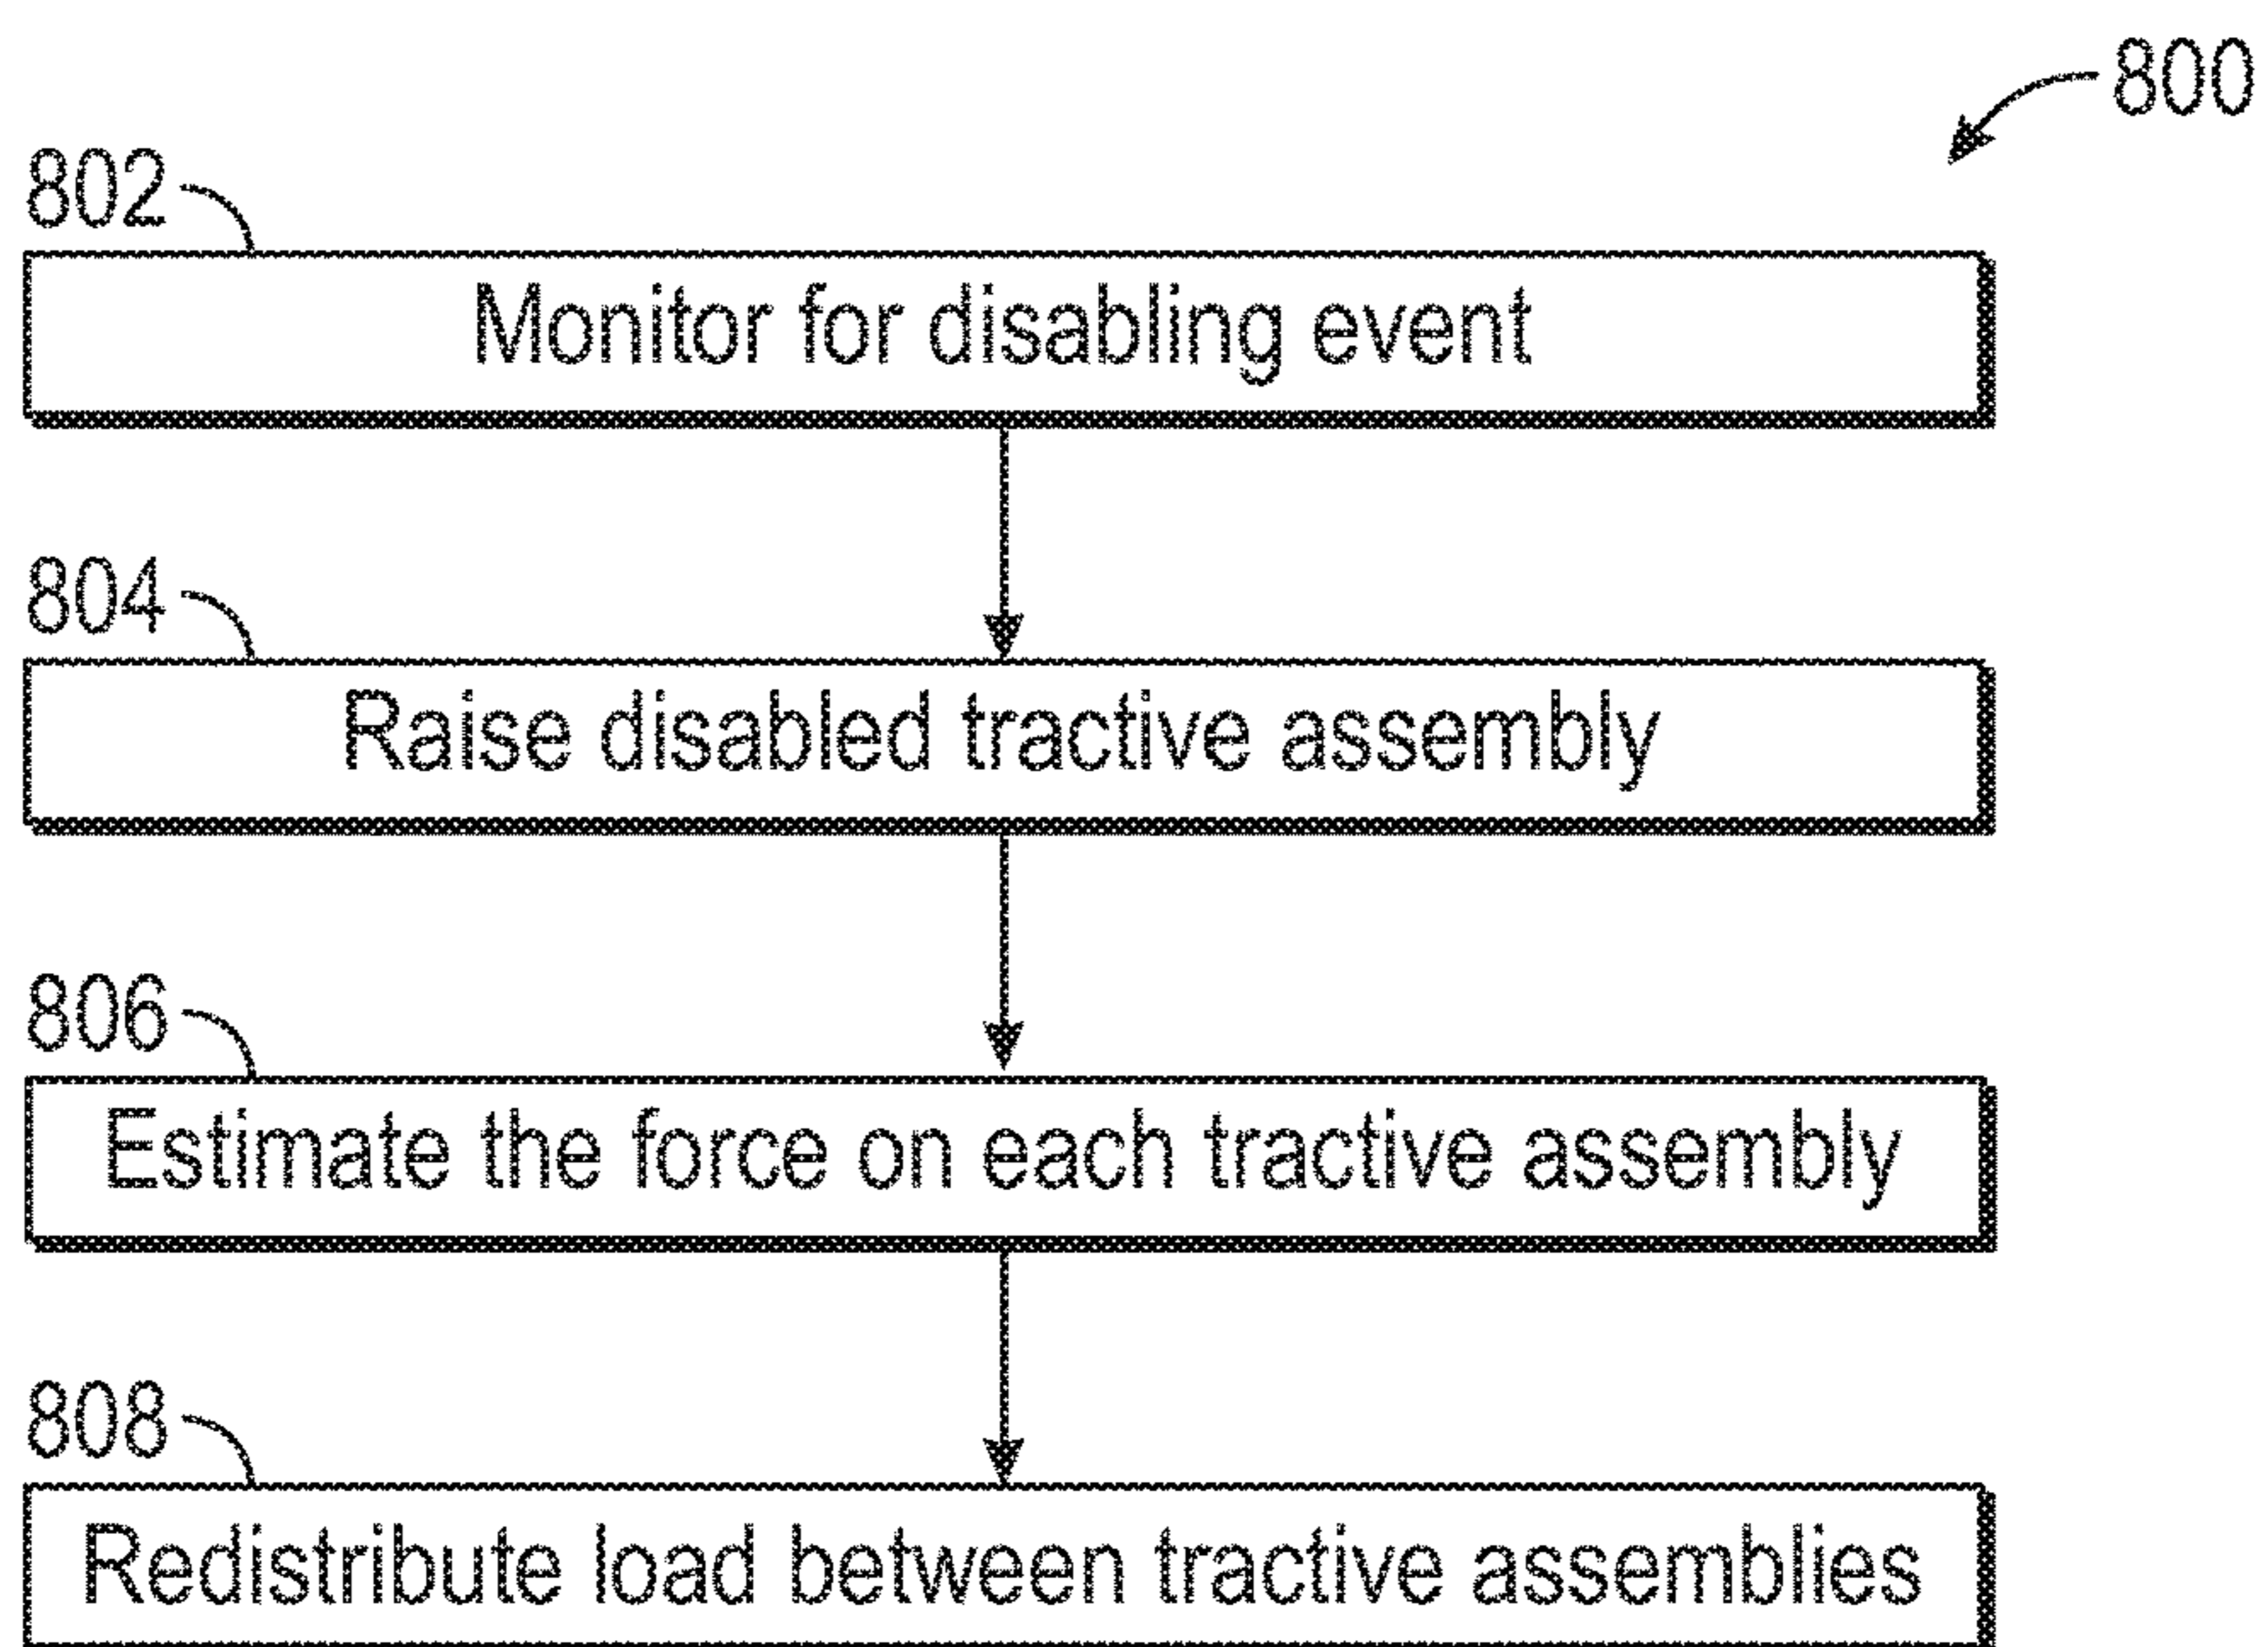 800
802
Monitor for disabling event
804
Raise disabled tractive assembly
806
Estimate the force on each tractive assembly
808
Redistribute load between tractive assemblies